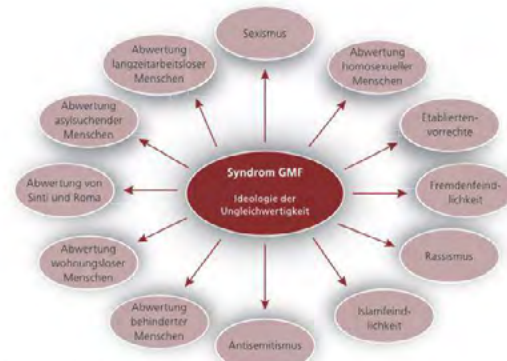 Sexismus
Abwertung
homosexueller
Menschen
Etablierten-
vorrechte
Fremdenfeind-
lichkeit
Rassismus
Islamfeind-
lichkeit
Antisemitismus
Abwertung
behinderter
Menschen
Abwertung
wohnungsloser
Menschen
Abwertung von
Sinti und Roma
Abwertung
asylsuchender
Menschen
Abwertung
langzeitarbeitsloser
Menschen
Syndrom GMF
Ideologie der
Ungleichwertigkeit